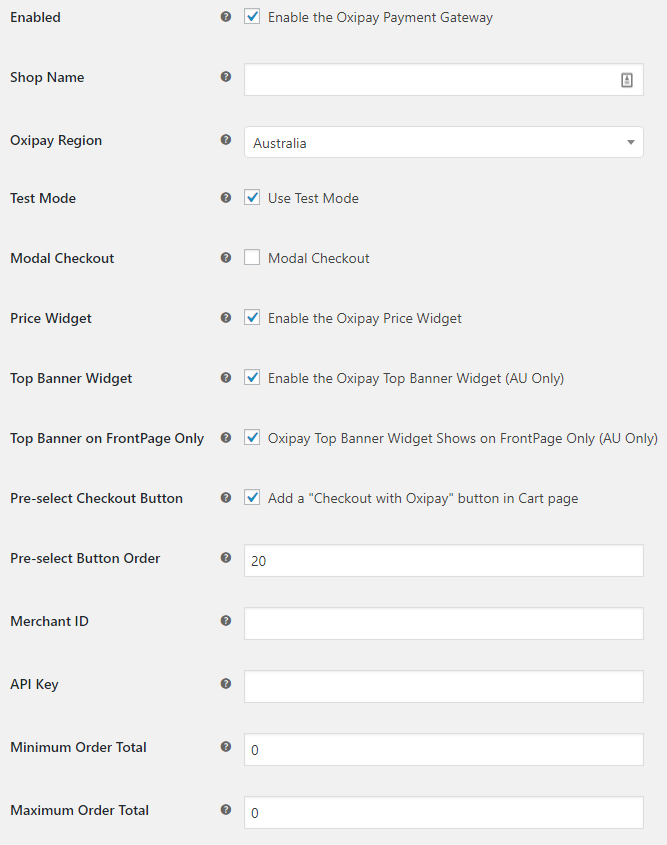 Enabled Enable the Oxipay Payment Gateway
Shop Name
Oxipay Region Australia
Test Mode Use Test Mode
Modal Checkout Modal Checkout
Price Widget Enable the Oxipay Price Widget
Top Banner Widget Enable the Oxipay Top Banner Widget (AU Only)
Top Banner on FrontPage Only Oxipay Top Banner Widget Shows on FrontPage Only (AU Only)
Pre-select Checkout Button Add a "Checkout with Oxipay" button in Cart page
Pre-select Button Order 20
Merchant ID
API Key
Minimum Order Total 0
Maximum Order Total 0